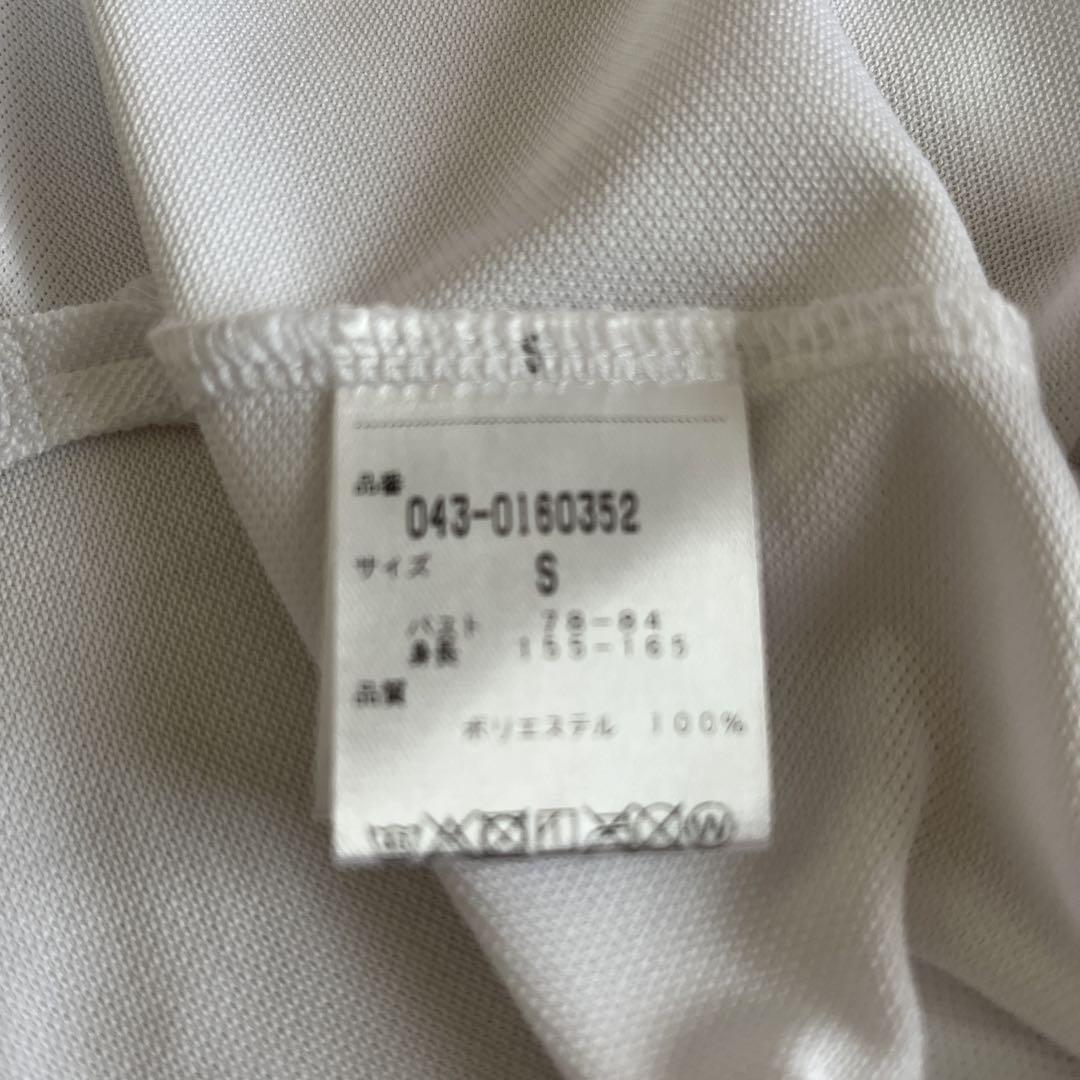 S
品番
043-0160352
サイズ S
バスト 78-84
身長 155-165
品質
ポリエステル 100%